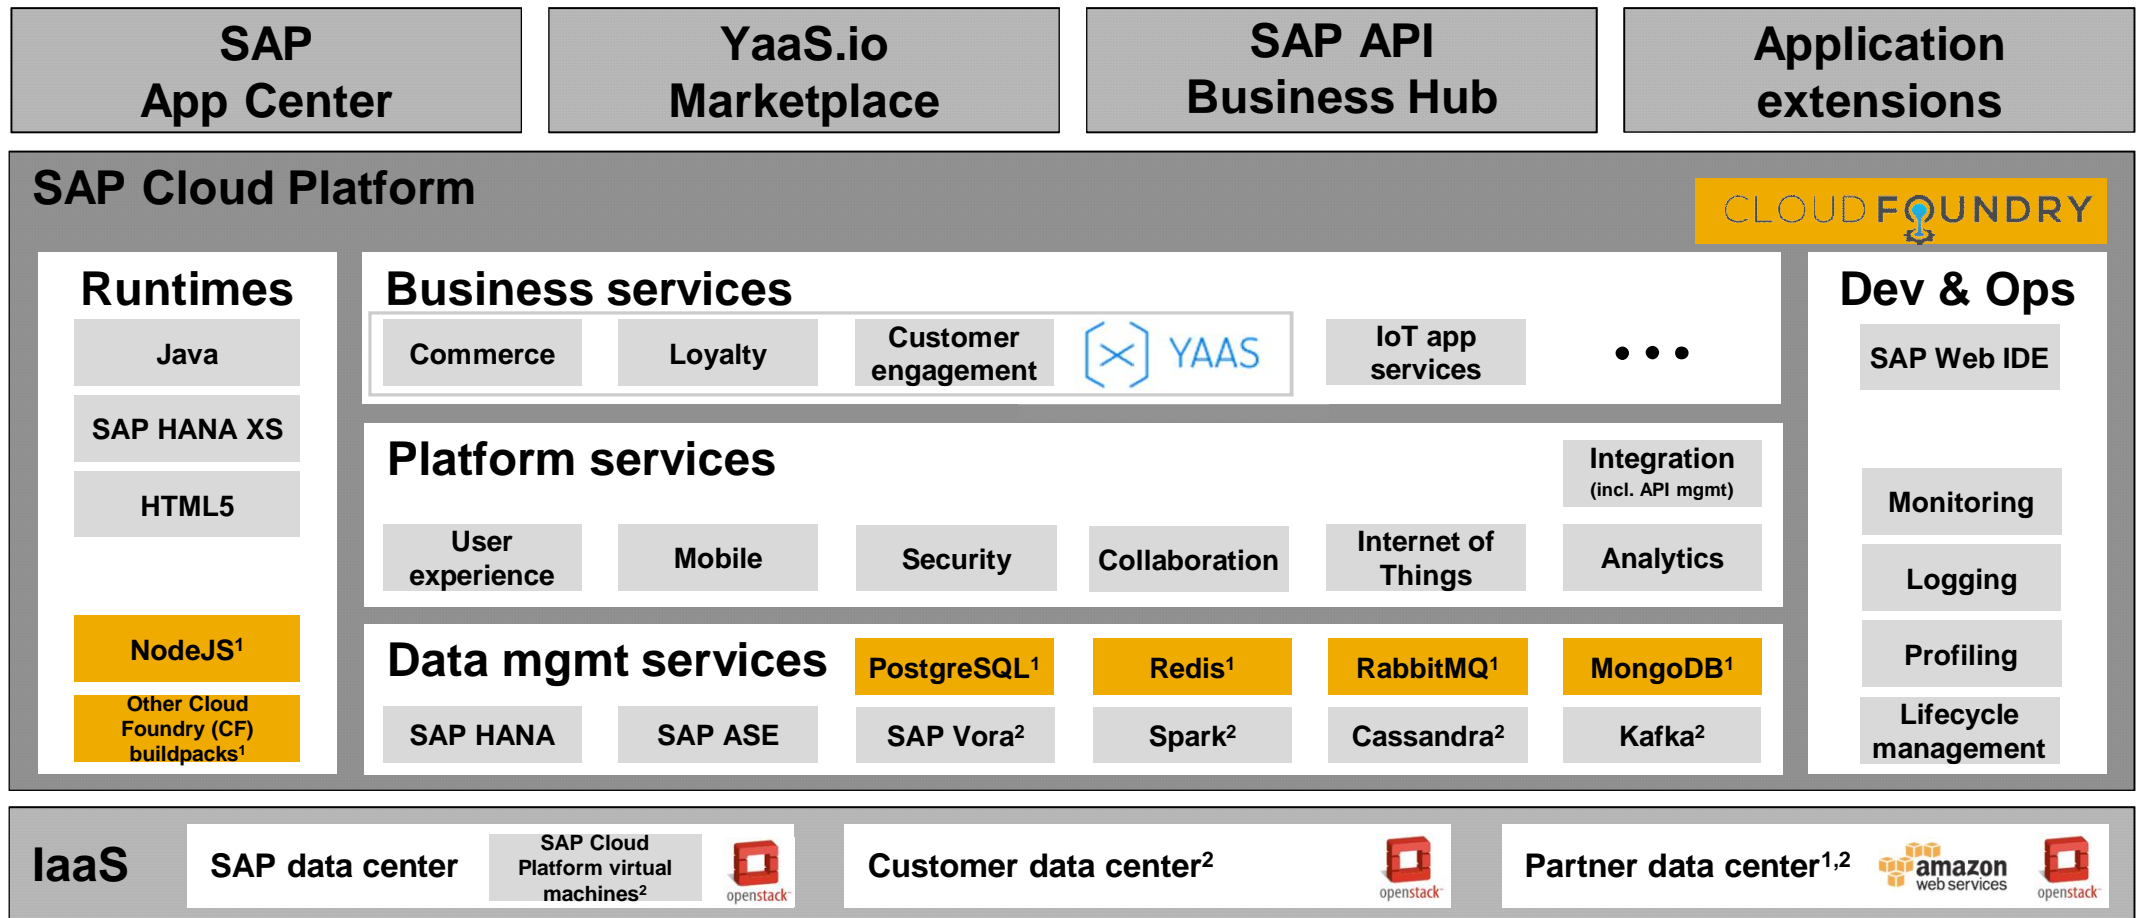 SAP
App Center
YaaS.io
Marketplace
SAP API
Business Hub
Application
extensions
SAP Cloud Platform
CLOUD FOUNDRY
Runtimes
Java
SAP HANA XS
HTML5
NodeJS¹
Other Cloud
Foundry (CF)
buildpacks¹
Business services
Commerce
Loyalty
Customer
engagement
YAAS
IoT app
services
• • •
Platform services
Integration
(incl. API mgmt)
User
experience
Mobile
Security
Collaboration
Internet of
Things
Analytics
Data mgmt services
PostgreSQL¹
Redis¹
RabbitMQ¹
MongoDB¹
SAP HANA
SAP ASE
SAP Vora²
Spark²
Cassandra²
Kafka²
Dev & Ops
SAP Web IDE
Monitoring
Logging
Profiling
Lifecycle
management
IaaS
SAP data center
SAP Cloud
Platform virtual
machines²
openstack
Customer data center²
openstack
Partner data center¹,²
amazon
web services
openstack